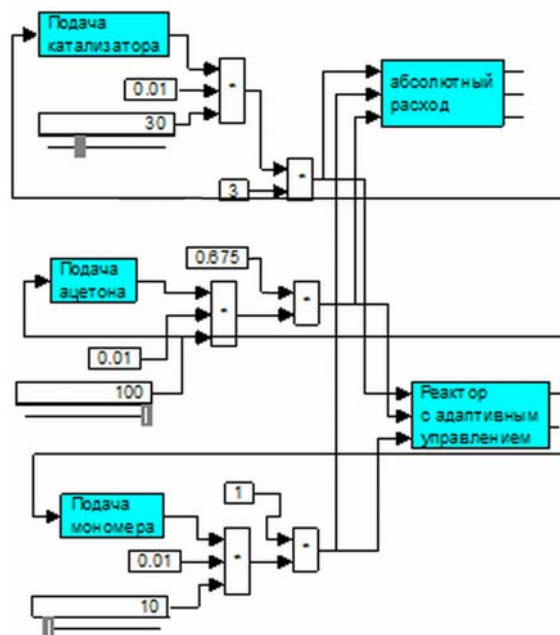 Подача
катализатора
*
0.01
30
абсолютный
расход
*
3
0.675
Подача
ацетона
*
*
0.01
100
Реактор
с адаптивным
управлением
1
Подача
мономера
*
*
0.01
10